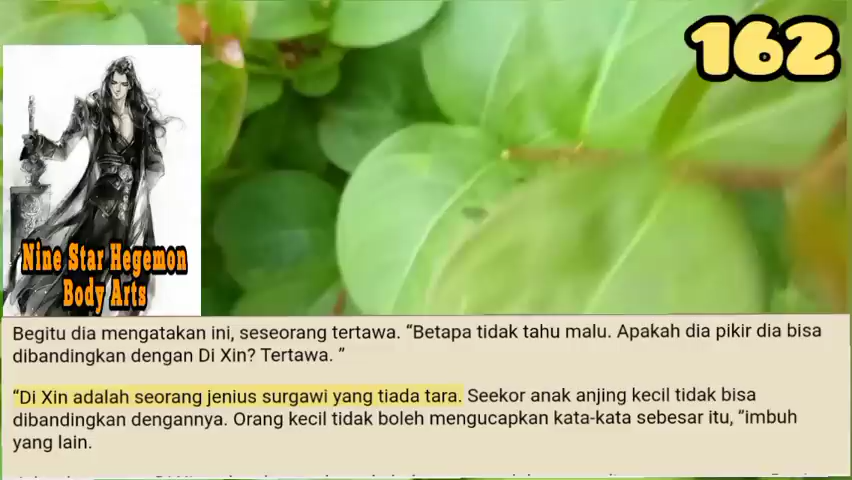 162
Nine Star Hegemon
Body Arts
Begitu dia mengatakan ini, seseorang tertawa. “Betapa tidak tahu malu. Apakah dia pikir dia bisa
dibandingkan dengan Di Xin? Tertawa. ”
“Di Xin adalah seorang jenius surgawi yang tiada tara. Seekor anak anjing kecil tidak bisa
dibandingkan dengannya. Orang kecil tidak boleh mengucapkan kata-kata sebesar itu, “imbuh
yang lain.